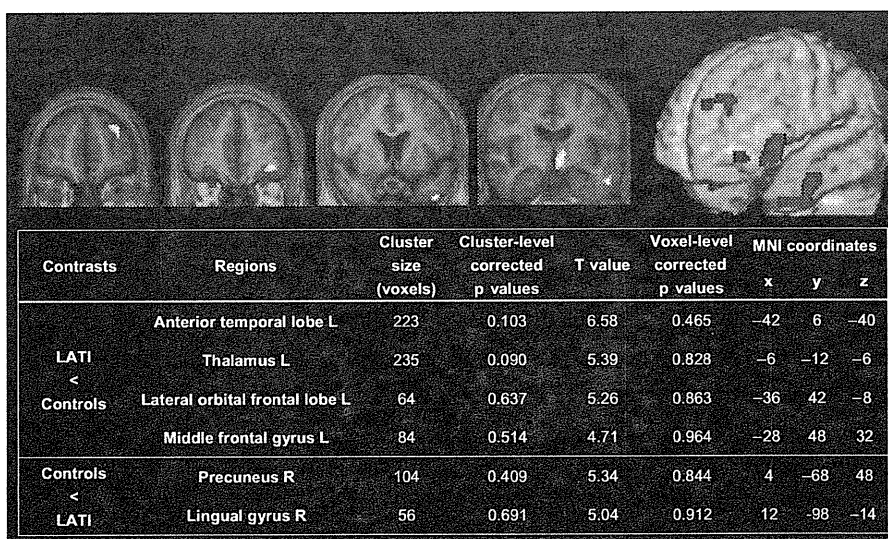 Contrasts Regions Cluster size (voxels) Cluster-level corrected p values T value Voxel-level corrected p values MNI coordinates x y z
LATI < Controls
Anterior temporal lobe L 223 0.103 6.58 0.465 −42 6 −40
Thalamus L 235 0.090 5.39 0.828 −6 −12 −6
Lateral orbital frontal lobe L 64 0.637 5.26 0.863 −36 42 −8
Middle frontal gyrus L 84 0.514 4.71 0.964 −28 48 32
Controls < LATI
Precuneus R 104 0.409 5.34 0.844 4 −68 48
Lingual gyrus R 56 0.691 5.04 0.912 12 -98 −14